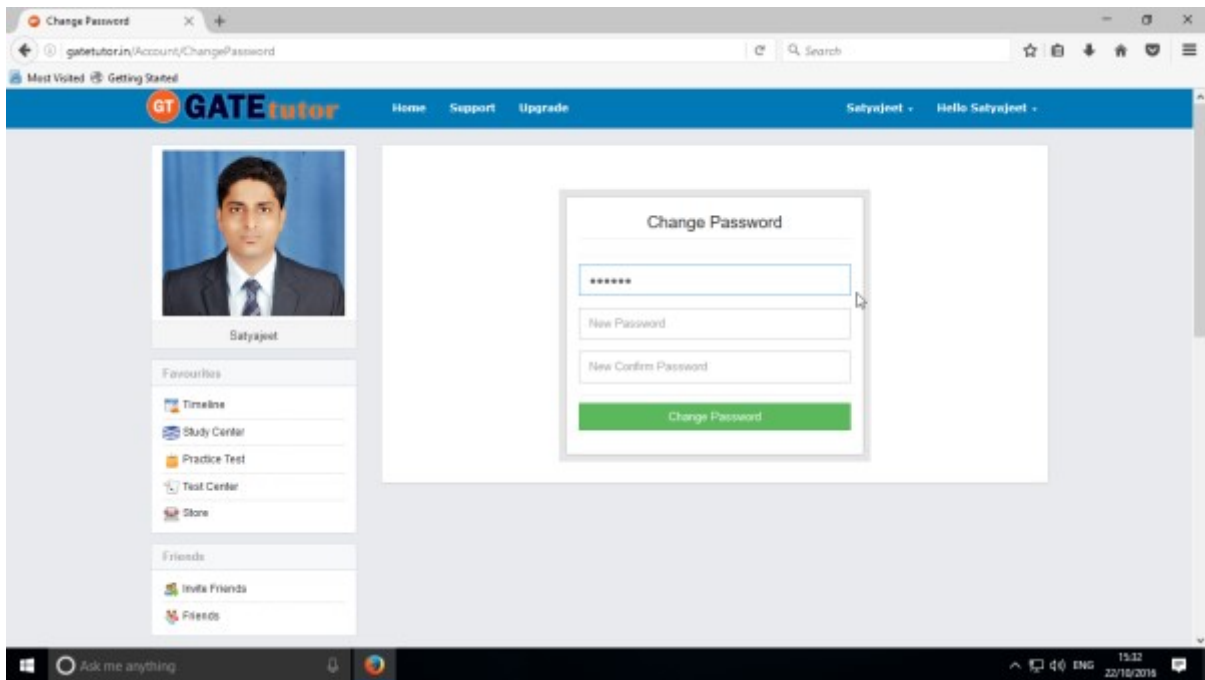 Change Password
gatetutor.in/Account/ChangePassword
Search
Most Visited Getting Started
GT GATEtutor Home Support Upgrade Satyajeet Hello Satyajeet
Satyajeet
Favourites
Timeline
Study Center
Practice Test
Test Center
Store
Friends
Invite Friends
Friends
Change Password
••••••
New Password
New Confirm Password
Change Password
Ask me anything
ENG
15:32
22/10/2016